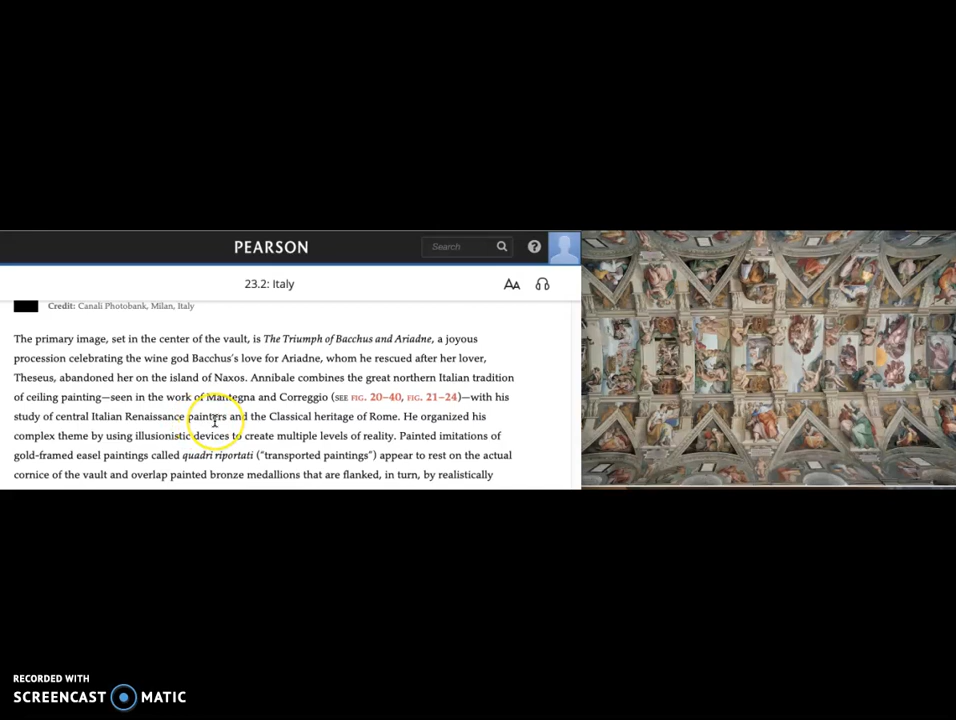 PEARSON
Search
?
23.2: Italy
AA
Credit: Canali Photobank, Milan, Italy
The primary image, set in the center of the vault, is The Triumph of Bacchus and Ariadne, a joyous
procession celebrating the wine god Bacchus's love for Ariadne, whom he rescued after her lover,
Theseus, abandoned her on the island of Naxos. Annibale combines the great northern Italian tradition
of ceiling painting—seen in the work of Mantegna and Correggio (SEE FIG. 20–40, FIG. 21–24)—with his
study of central Italian Renaissance painters and the Classical heritage of Rome. He organized his
complex theme by using illusionistic devices to create multiple levels of reality. Painted imitations of
gold-framed easel paintings called quadri riportati (“transported paintings”) appear to rest on the actual
cornice of the vault and overlap painted bronze medallions that are flanked, in turn, by realistically
RECORDED WITH
SCREENCAST MATIC